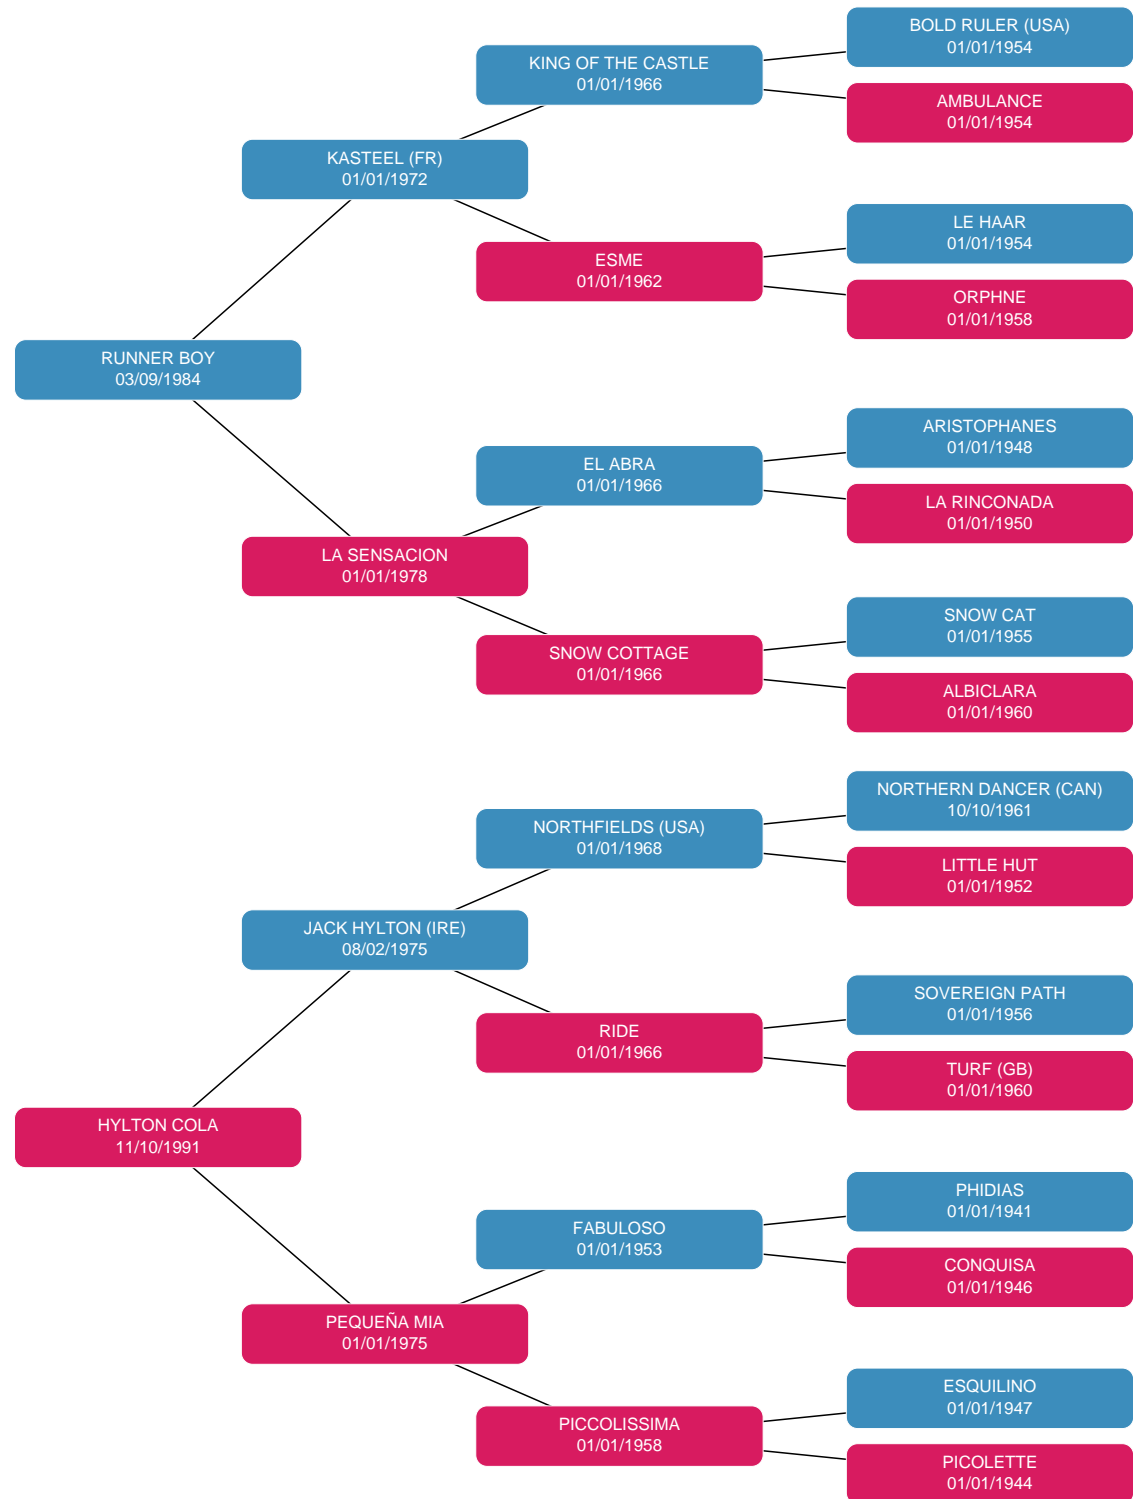 BOLD RULER (USA)
01/01/1954
KING OF THE CASTLE
01/01/1966
AMBULANCE
01/01/1954
KASTEEL (FR)
01/01/1972
LE HAAR
01/01/1954
ESME
01/01/1962
ORPHNE
01/01/1958
RUNNER BOY
03/09/1984
ARISTOPHANES
01/01/1948
EL ABRA
01/01/1966
LA RINCONADA
01/01/1950
LA SENSACION
01/01/1978
SNOW CAT
01/01/1955
SNOW COTTAGE
01/01/1966
ALBICLARA
01/01/1960
NORTHERN DANCER (CAN)
10/10/1961
NORTHFIELDS (USA)
01/01/1968
LITTLE HUT
01/01/1952
JACK HYLTON (IRE)
08/02/1975
SOVEREIGN PATH
01/01/1956
RIDE
01/01/1966
TURF (GB)
01/01/1960
HYLTON COLA
11/10/1991
PHIDIAS
01/01/1941
FABULOSO
01/01/1953
CONQUISA
01/01/1946
PEQUEÑA MIA
01/01/1975
ESQUILINO
01/01/1947
PICCOLISSIMA
01/01/1958
PICOLETTE
01/01/1944